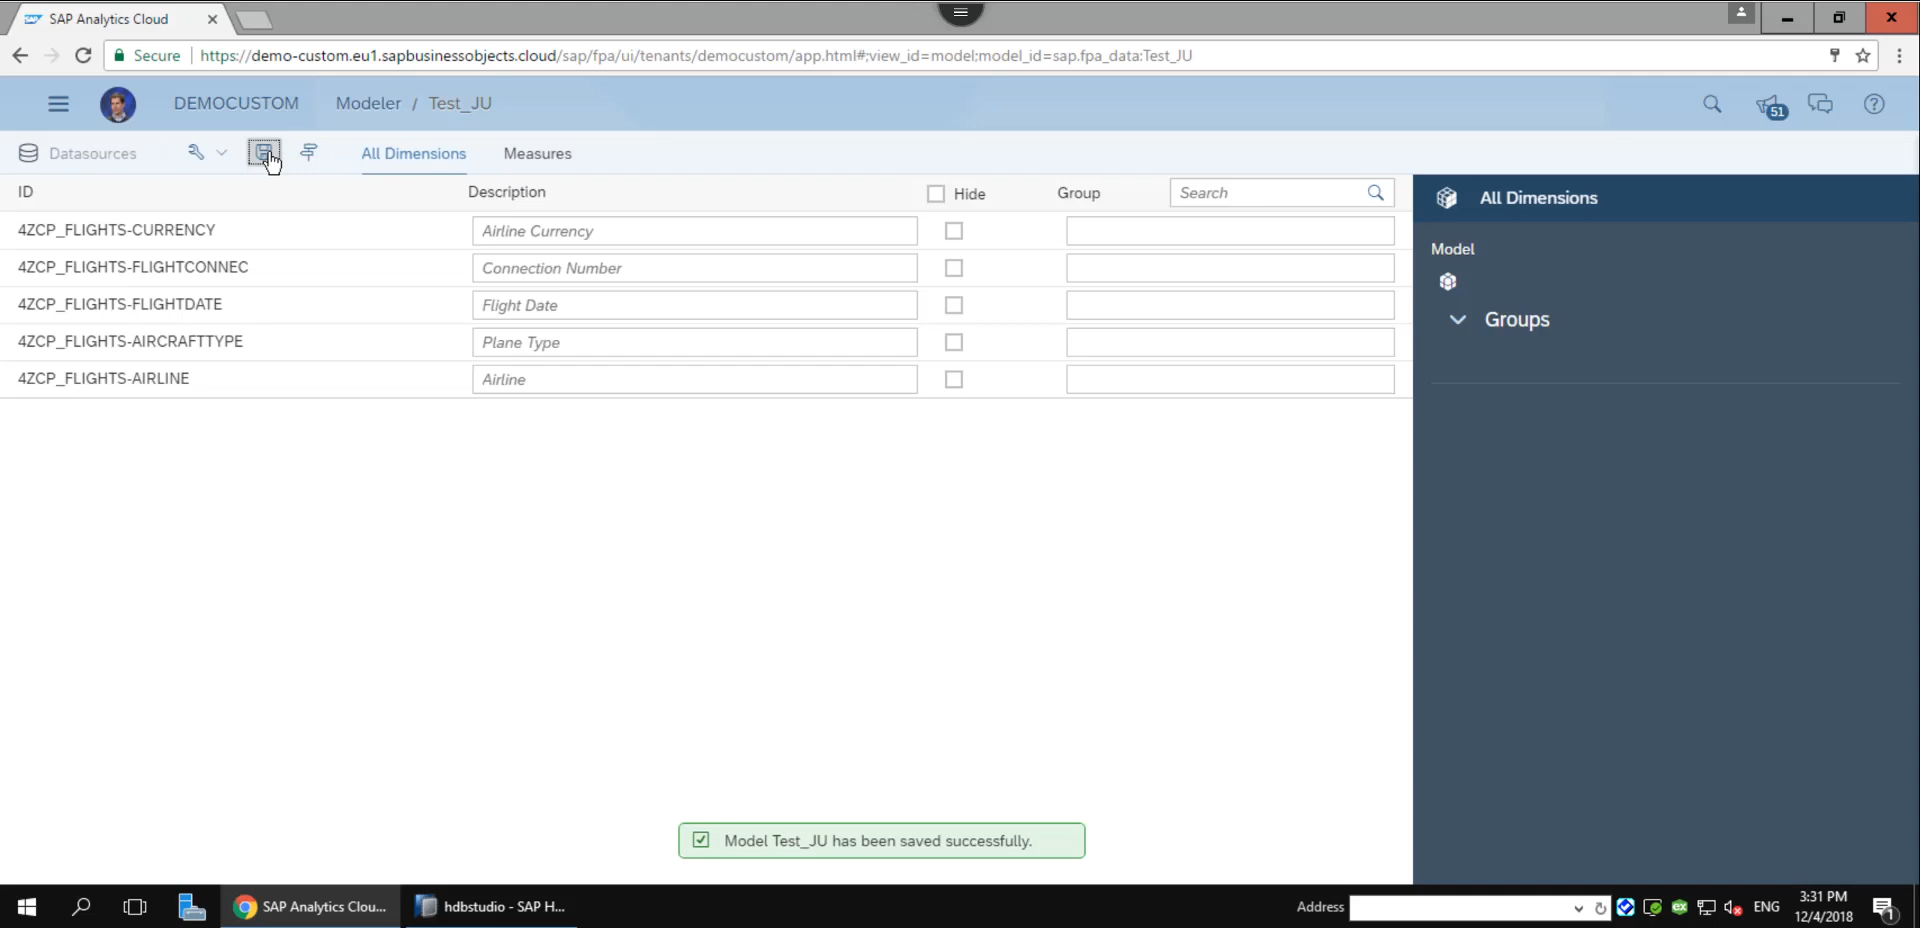 SAP Analytics Cloud
Secure https://demo-custom.eu1.sapbusinessobjects.cloud/sap/fpa/ui/tenants/democustom/app.html#;view_id=model;model_id=sap.fpa_data:Test_JU
DEMOCUSTOM Modeler / Test_JU 51
Datasources All Dimensions Measures
ID Description Hide Group Search
All Dimensions
4ZCP_FLIGHTS-CURRENCY Airline Currency
Model
4ZCP_FLIGHTS-FLIGHTCONNEC Connection Number
4ZCP_FLIGHTS-FLIGHTDATE Flight Date
Groups
4ZCP_FLIGHTS-AIRCRAFTTYPE Plane Type
4ZCP_FLIGHTS-AIRLINE Airline
Model Test_JU has been saved successfully.
SAP Analytics Clou... hdbstudio - SAP H... Address ex ENG 3:31 PM 1
12/4/2018